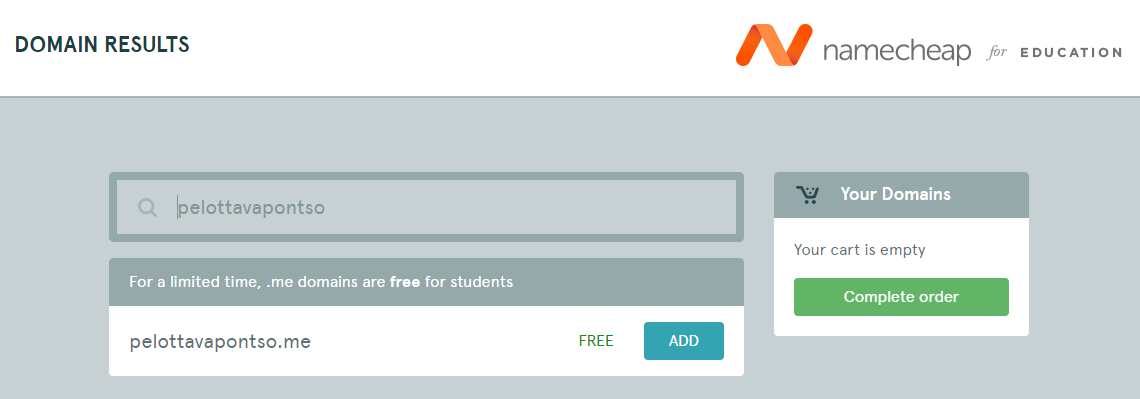 DOMAIN RESULTS
namecheap for EDUCATION
pelottavapontso
For a limited time, .me domains are free for students
pelottavapontso.me
FREE
ADD
Your Domains
Your cart is empty
Complete order